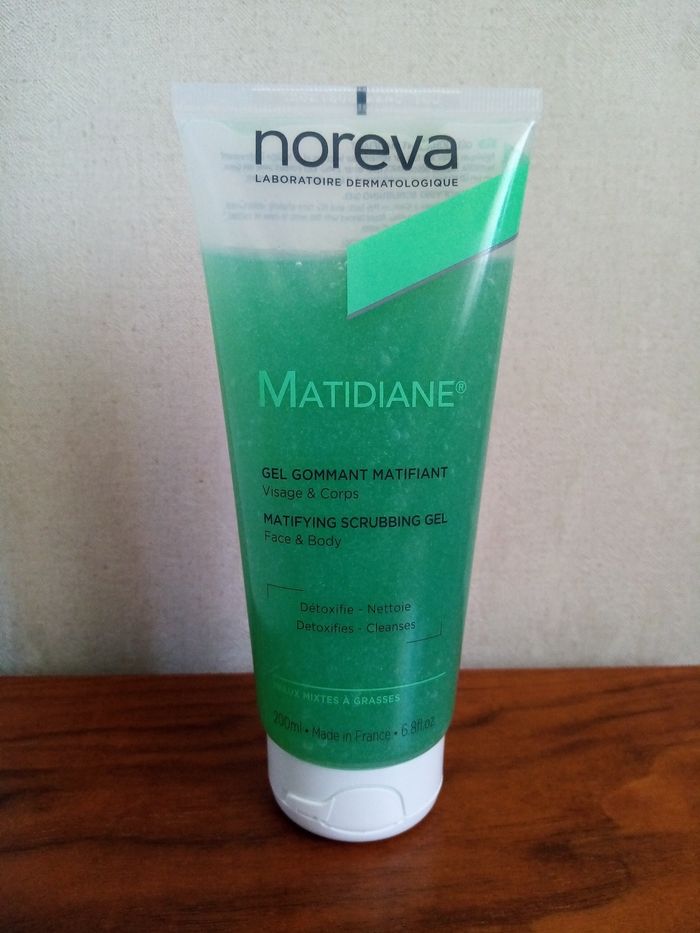 noreva
LABORATOIRE DERMATOLOGIQUE
MATIDIANE®
GEL GOMMANT MATIFIANT
Visage & Corps
MATIFYING SCRUBBING GEL
Face & Body
Détoxifie - Nettoie
Detoxifies - Cleanses
MIXTES À GRASSES
200ml • Made in France • 6.8fl.oz